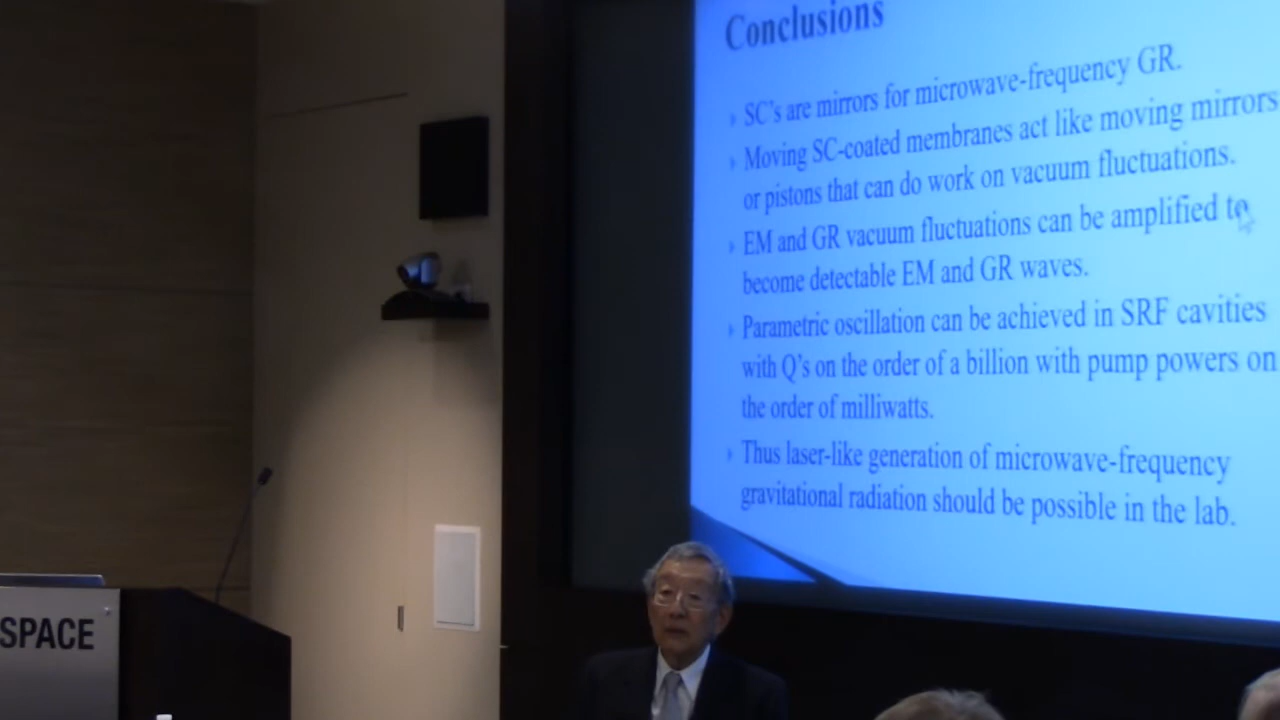 Conclusions
SC's are mirrors for microwave-frequency GR.
Moving SC-coated membranes act like moving mirrors
or pistons that can do work on vacuum fluctuations.
EM and GR vacuum fluctuations can be amplified to
become detectable EM and GR waves.
Parametric oscillation can be achieved in SRF cavities
with Q's on the order of a billion with pump powers on
the order of milliwatts.
Thus laser-like generation of microwave-frequency
gravitational radiation should be possible in the lab.
SPACE